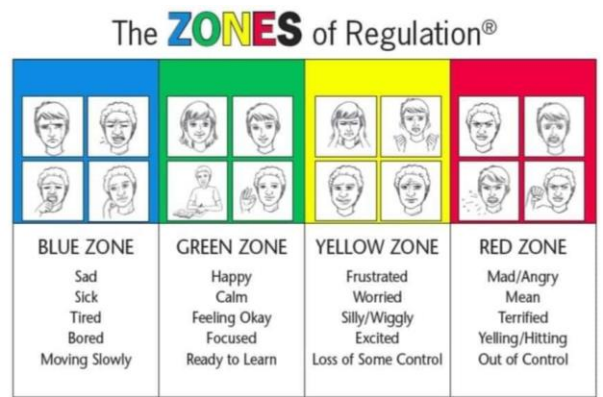 The ZONES of Regulation®
BLUE ZONE
Sad
Sick
Tired
Bored
Moving Slowly
GREEN ZONE
Happy
Calm
Feeling Okay
Focused
Ready to Learn
YELLOW ZONE
Frustrated
Worried
Silly/Wiggly
Excited
Loss of Some Control
RED ZONE
Mad/Angry
Mean
Terrified
Yelling/Hitting
Out of Control